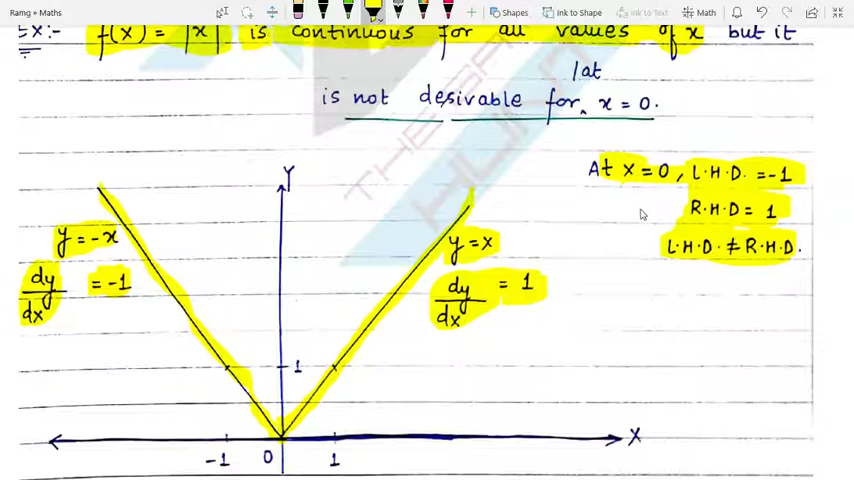 Ramg » Maths
Shapes
Ink to Shape
Ink to Text
Math
Ex:- f(x) = |x| is continuous for all values of x but it
/at
is not desivable for x = 0.
Y
At x = 0, L.H.D. = -1
R.H.D = 1
L.H.D. ≠ R.H.D.
y = -x
dy/dx = -1
y = x
dy/dx = 1
1
X
-1 0 1